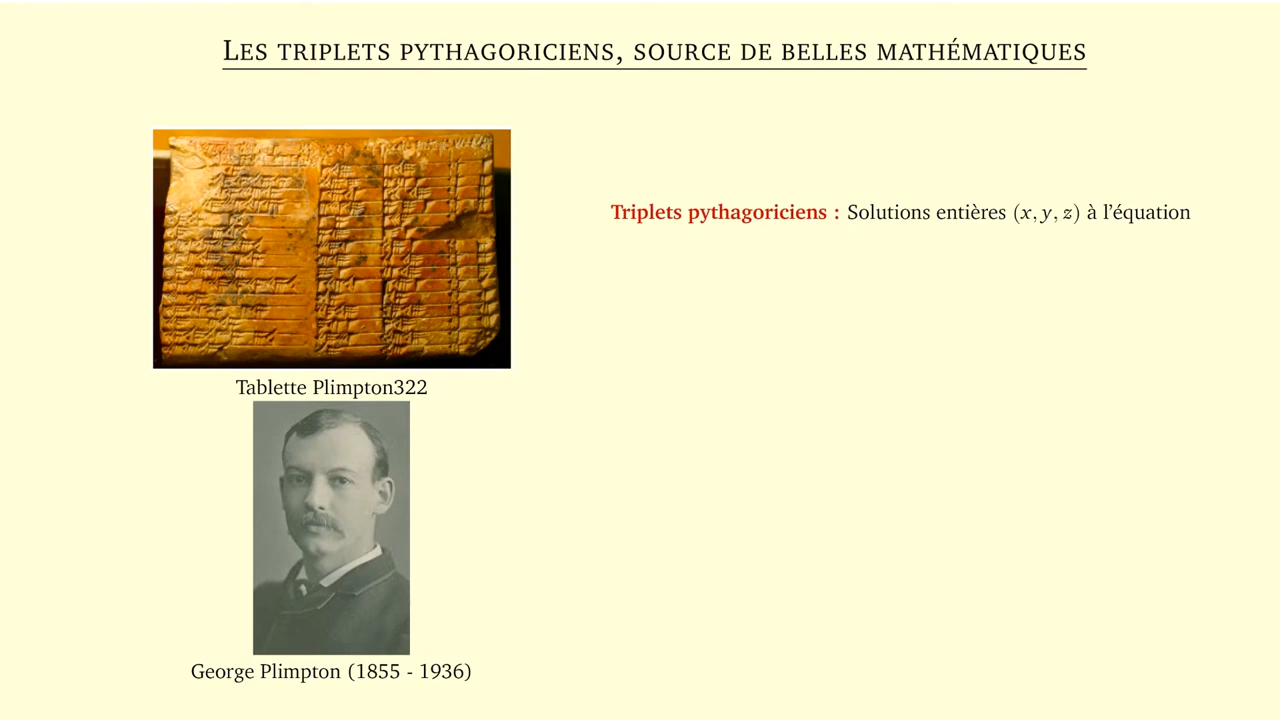 Les triplets pythagoriciens, source de belles mathématiques
Triplets pythagoriciens : Solutions entières (x, y, z) à l'équation
Tablette Plimpton322
George Plimpton (1855 - 1936)